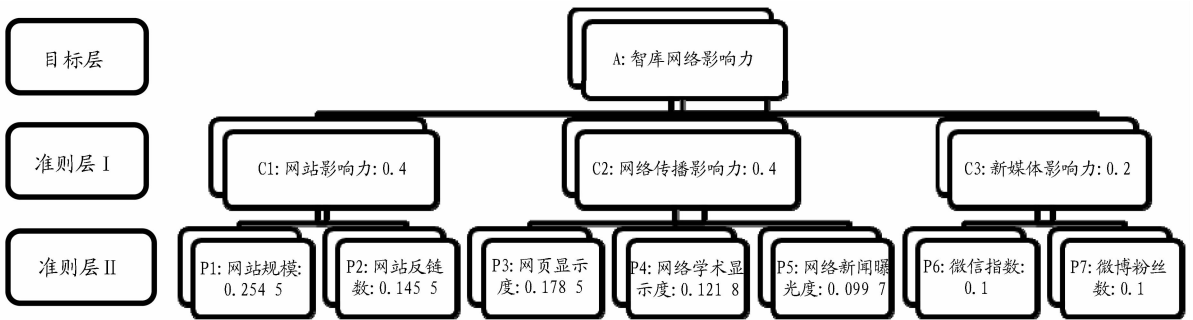 目标层
A: 智库网络影响力
准则层 I
C1: 网站影响力: 0.4
C2: 网络传播影响力: 0.4
C3: 新媒体影响力: 0.2
准则层 II
P1: 网站规模:
0.254 5
P2: 网站反链
数: 0.145 5
P3: 网页显示
度: 0.178 5
P4: 网络学术显
示度: 0.121 8
P5: 网络新闻曝
光度: 0.099 7
P6: 微信指数:
0.1
P7: 微博粉丝
数: 0.1